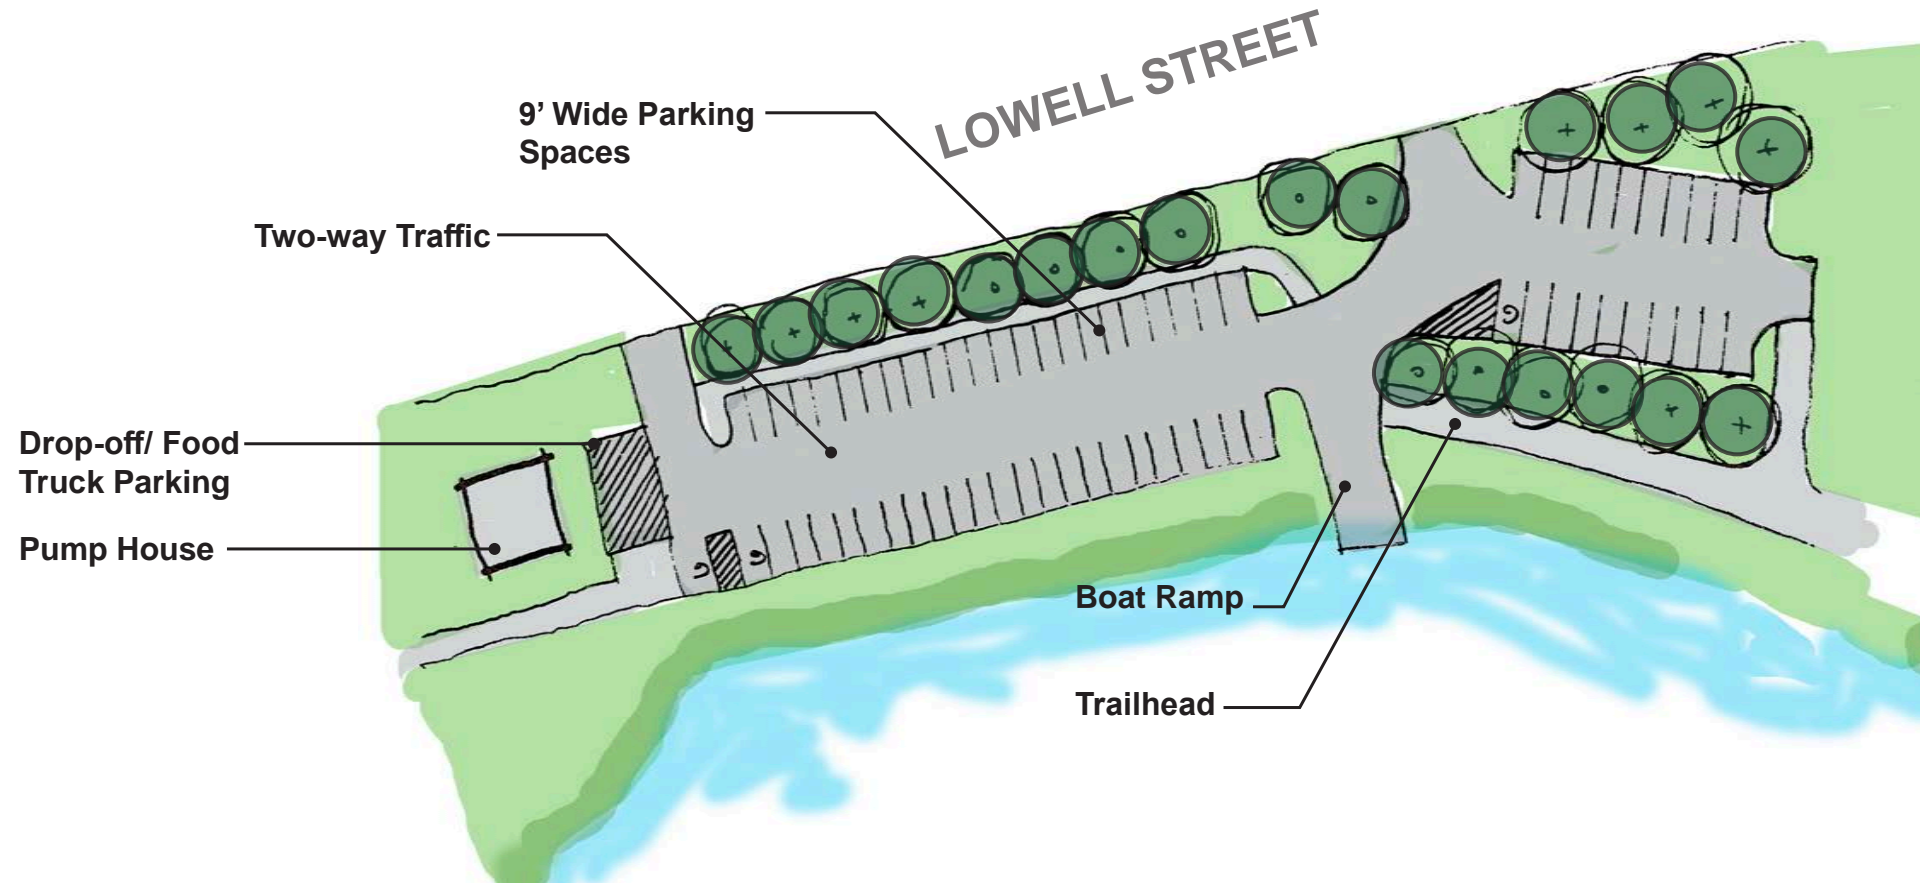 LOWELL STREET
9’ Wide Parking
Spaces
Two-way Traffic
Drop-off/ Food
Truck Parking
Pump House
Boat Ramp
Trailhead